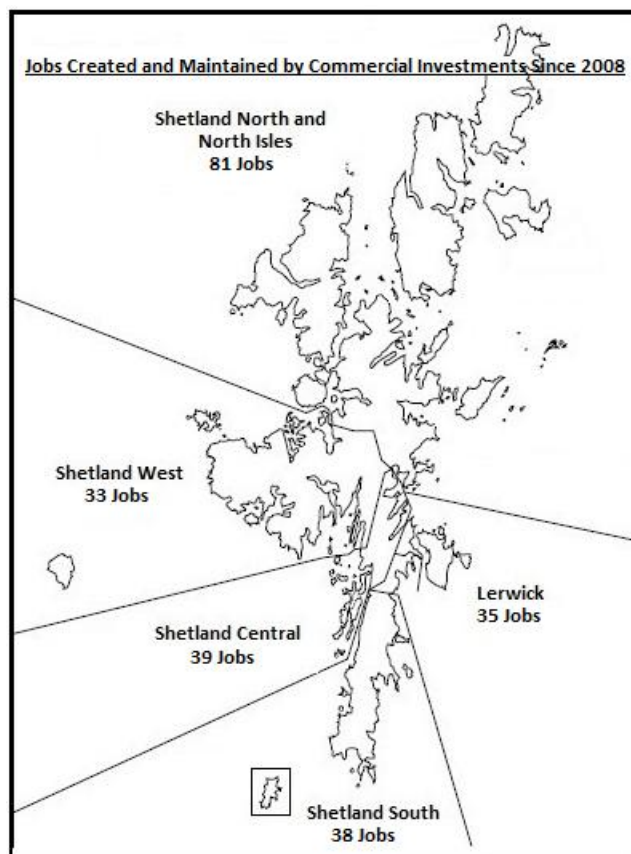 Jobs Created and Maintained by Commercial Investments Since 2008
Shetland North and
North Isles
81 Jobs
Shetland West
33 Jobs
Lerwick
35 Jobs
Shetland Central
39 Jobs
Shetland South
38 Jobs